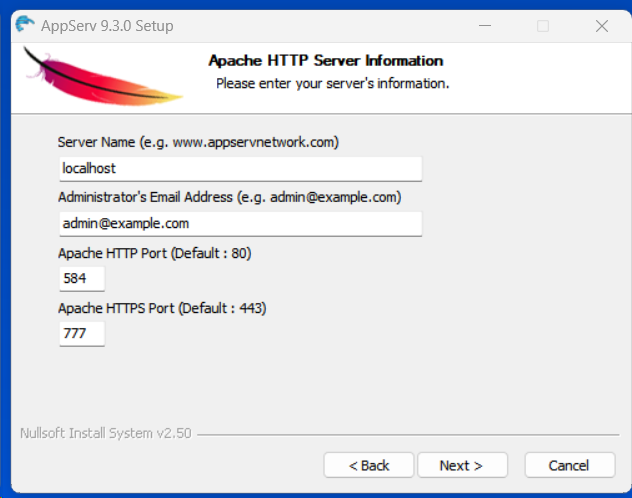 AppServ 9.3.0 Setup
Apache HTTP Server Information
Please enter your server's information.
Server Name (e.g. www.appservnetwork.com)
localhost
Administrator's Email Address (e.g. admin@example.com)
admin@example.com
Apache HTTP Port (Default : 80)
584
Apache HTTPS Port (Default : 443)
777
Nullsoft Install System v2.50
< Back Next > Cancel